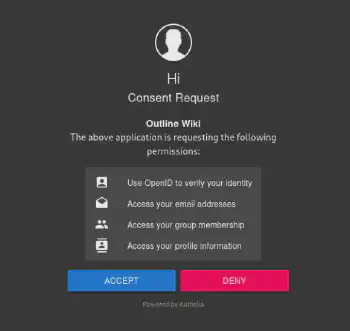 Hi
Consent Request
Outline Wiki
The above application is requesting the following
permissions:
Use OpenID to verify your identity
Access your email addresses
Access your group membership
Access your profile information
ACCEPT DENY
Powered by Authelia